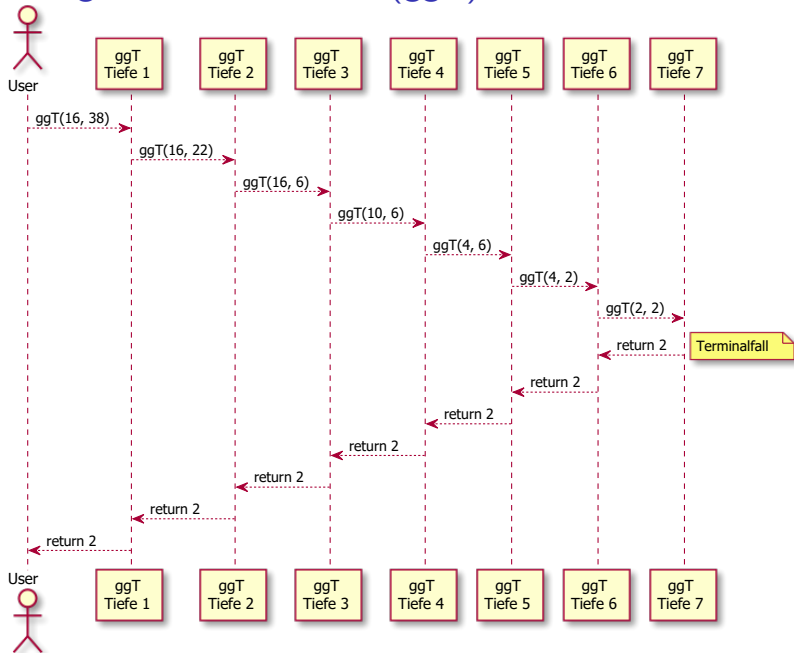 (ggT)
User
ggT
Tiefe 1
ggT
Tiefe 2
ggT
Tiefe 3
ggT
Tiefe 4
ggT
Tiefe 5
ggT
Tiefe 6
ggT
Tiefe 7
ggT(16, 38)
ggT(16, 22)
ggT(16, 6)
ggT(10, 6)
ggT(4, 6)
ggT(4, 2)
ggT(2, 2)
return 2
Terminalfall
return 2
return 2
return 2
return 2
return 2
return 2
User
ggT
Tiefe 1
ggT
Tiefe 2
ggT
Tiefe 3
ggT
Tiefe 4
ggT
Tiefe 5
ggT
Tiefe 6
ggT
Tiefe 7